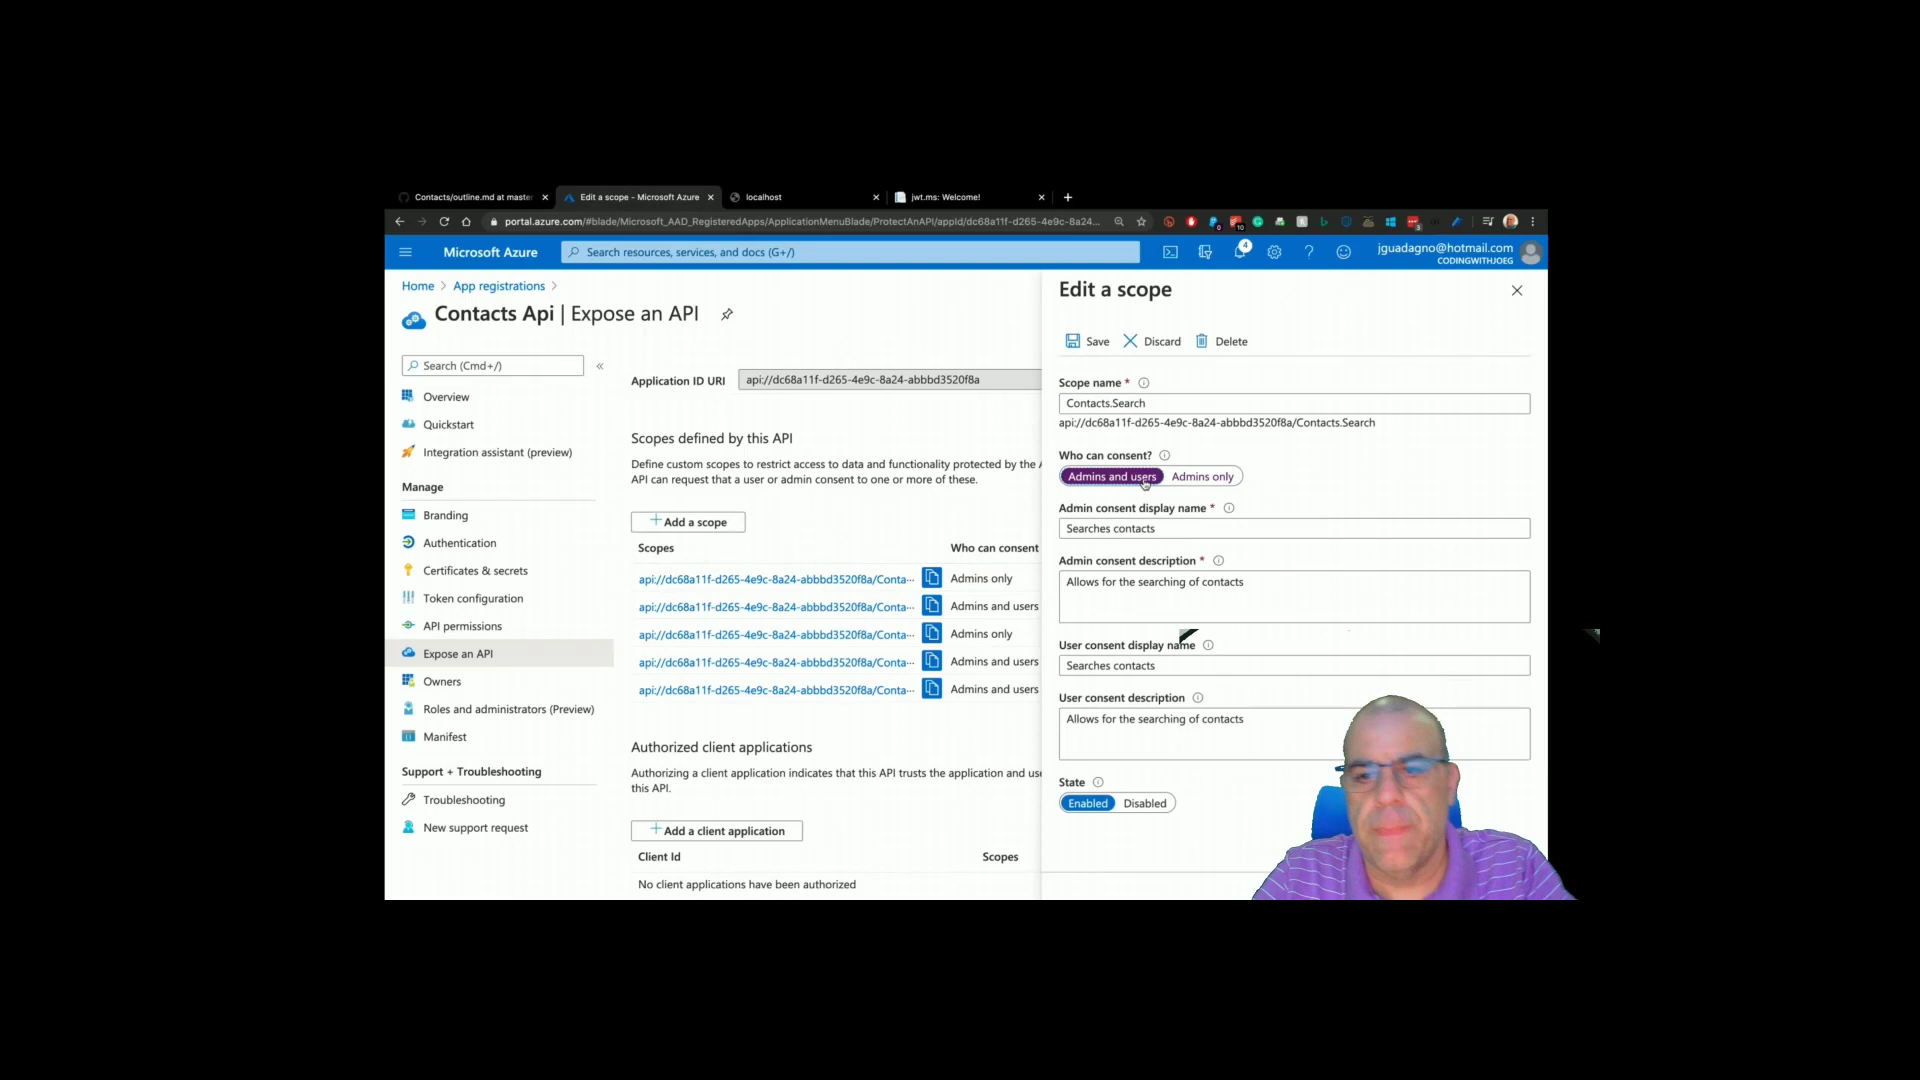 Contacts/outline.md at maste
Edit a scope - Microsoft Azure
localhost
jwt.ms: Welcome!
portal.azure.com/#blade/Microsoft_AAD_RegisteredApps/ApplicationMenuBlade/ProtectAnAPI/appId/dc68a11f-d265-4e9c-8a24...
Microsoft Azure
Search resources, services, and docs (G+/)
4
jguadagno@hotmail.com
CODINGWITHJOEG
Home > App registrations >
Contacts Api | Expose an API
Search (Cmd+/)
«
Overview
Quickstart
Integration assistant (preview)
Manage
Branding
Authentication
Certificates & secrets
Token configuration
API permissions
Expose an API
Owners
Roles and administrators (Preview)
Manifest
Support + Troubleshooting
Troubleshooting
New support request
Application ID URI
api://dc68a11f-d265-4e9c-8a24-abbbd3520f8a
Scopes defined by this API
Define custom scopes to restrict access to data and functionality protected by the A
API can request that a user or admin consent to one or more of these.
+ Add a scope
Scopes Who can consent
api://dc68a11f-d265-4e9c-8a24-abbbd3520f8a/Conta··· Admins only
api://dc68a11f-d265-4e9c-8a24-abbbd3520f8a/Conta··· Admins and users
api://dc68a11f-d265-4e9c-8a24-abbbd3520f8a/Conta··· Admins only
api://dc68a11f-d265-4e9c-8a24-abbbd3520f8a/Conta··· Admins and users
api://dc68a11f-d265-4e9c-8a24-abbbd3520f8a/Conta··· Admins and users
Authorized client applications
Authorizing a client application indicates that this API trusts the application and use
this API.
+ Add a client application
Client Id Scopes
No client applications have been authorized
Edit a scope
Save Discard Delete
Scope name *
Contacts.Search
api://dc68a11f-d265-4e9c-8a24-abbbd3520f8a/Contacts.Search
Who can consent?
Admins and users Admins only
Admin consent display name *
Searches contacts
Admin consent description *
Allows for the searching of contacts
User consent display name
Searches contacts
User consent description
Allows for the searching of contacts
State
Enabled Disabled